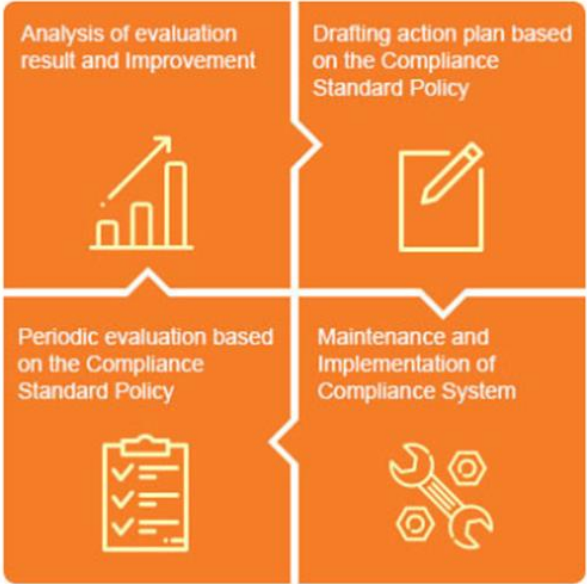 Analysis of evaluation
result and Improvement
Drafting action plan based
on the Compliance
Standard Policy
Periodic evaluation based
on the Compliance
Standard Policy
Maintenance and
Implementation of
Compliance System